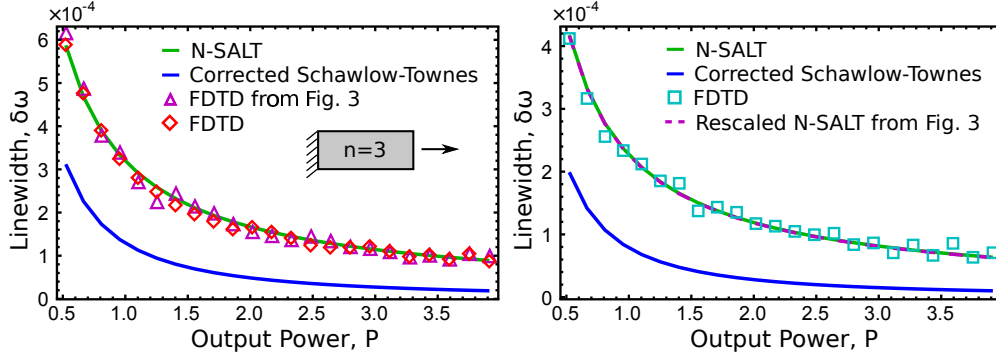 ×10⁻⁴
6
5
4
3
2
1
0
Linewidth, δω
N-SALT
Corrected Schawlow-Townes
FDTD from Fig. 3
FDTD
n=3
0.5 1.0 1.5 2.0 2.5 3.0 3.5
Output Power, P
×10⁻⁴
4
3
2
1
0
Linewidth, δω
N-SALT
Corrected Schawlow-Townes
FDTD
Rescaled N-SALT from Fig. 3
0.5 1.0 1.5 2.0 2.5 3.0 3.5
Output Power, P